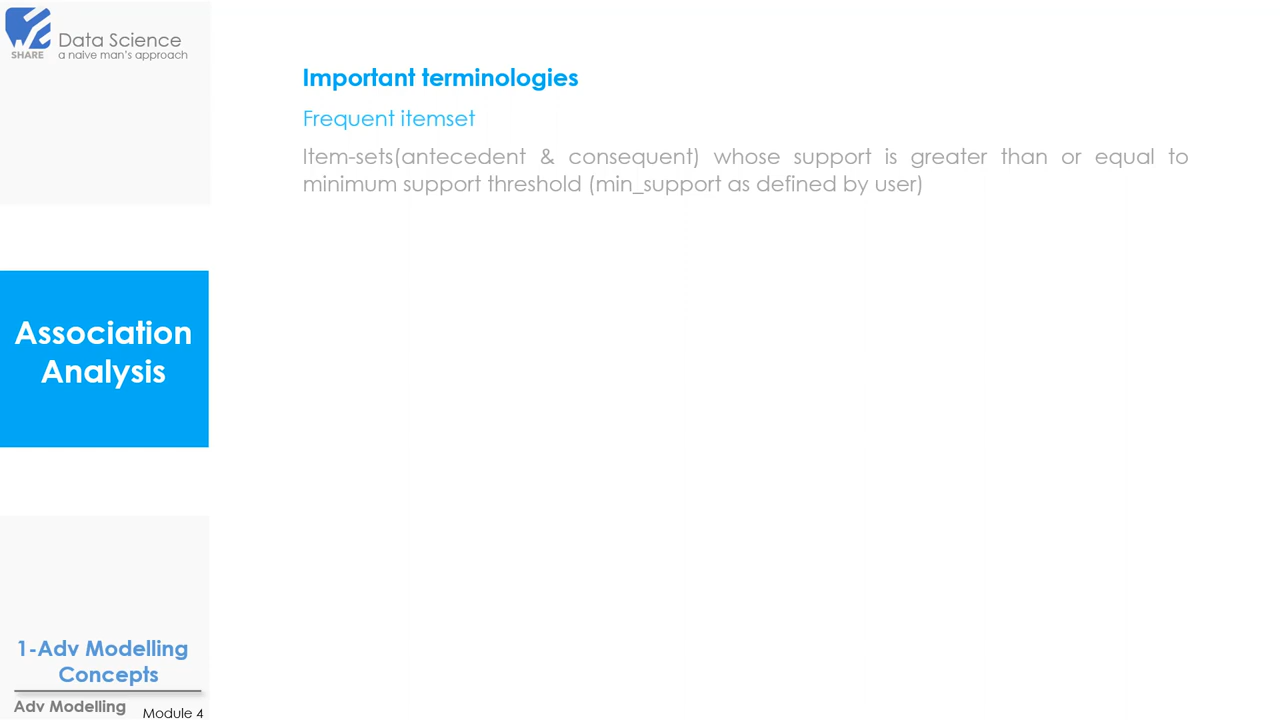 SHARE
Data Science
a naive man's approach
Important terminologies
Frequent itemset
Item-sets(antecedent & consequent) whose support is greater than or equal to
minimum support threshold (min_support as defined by user)
Association
Analysis
1-Adv Modelling
Concepts
Adv Modelling
Module 4